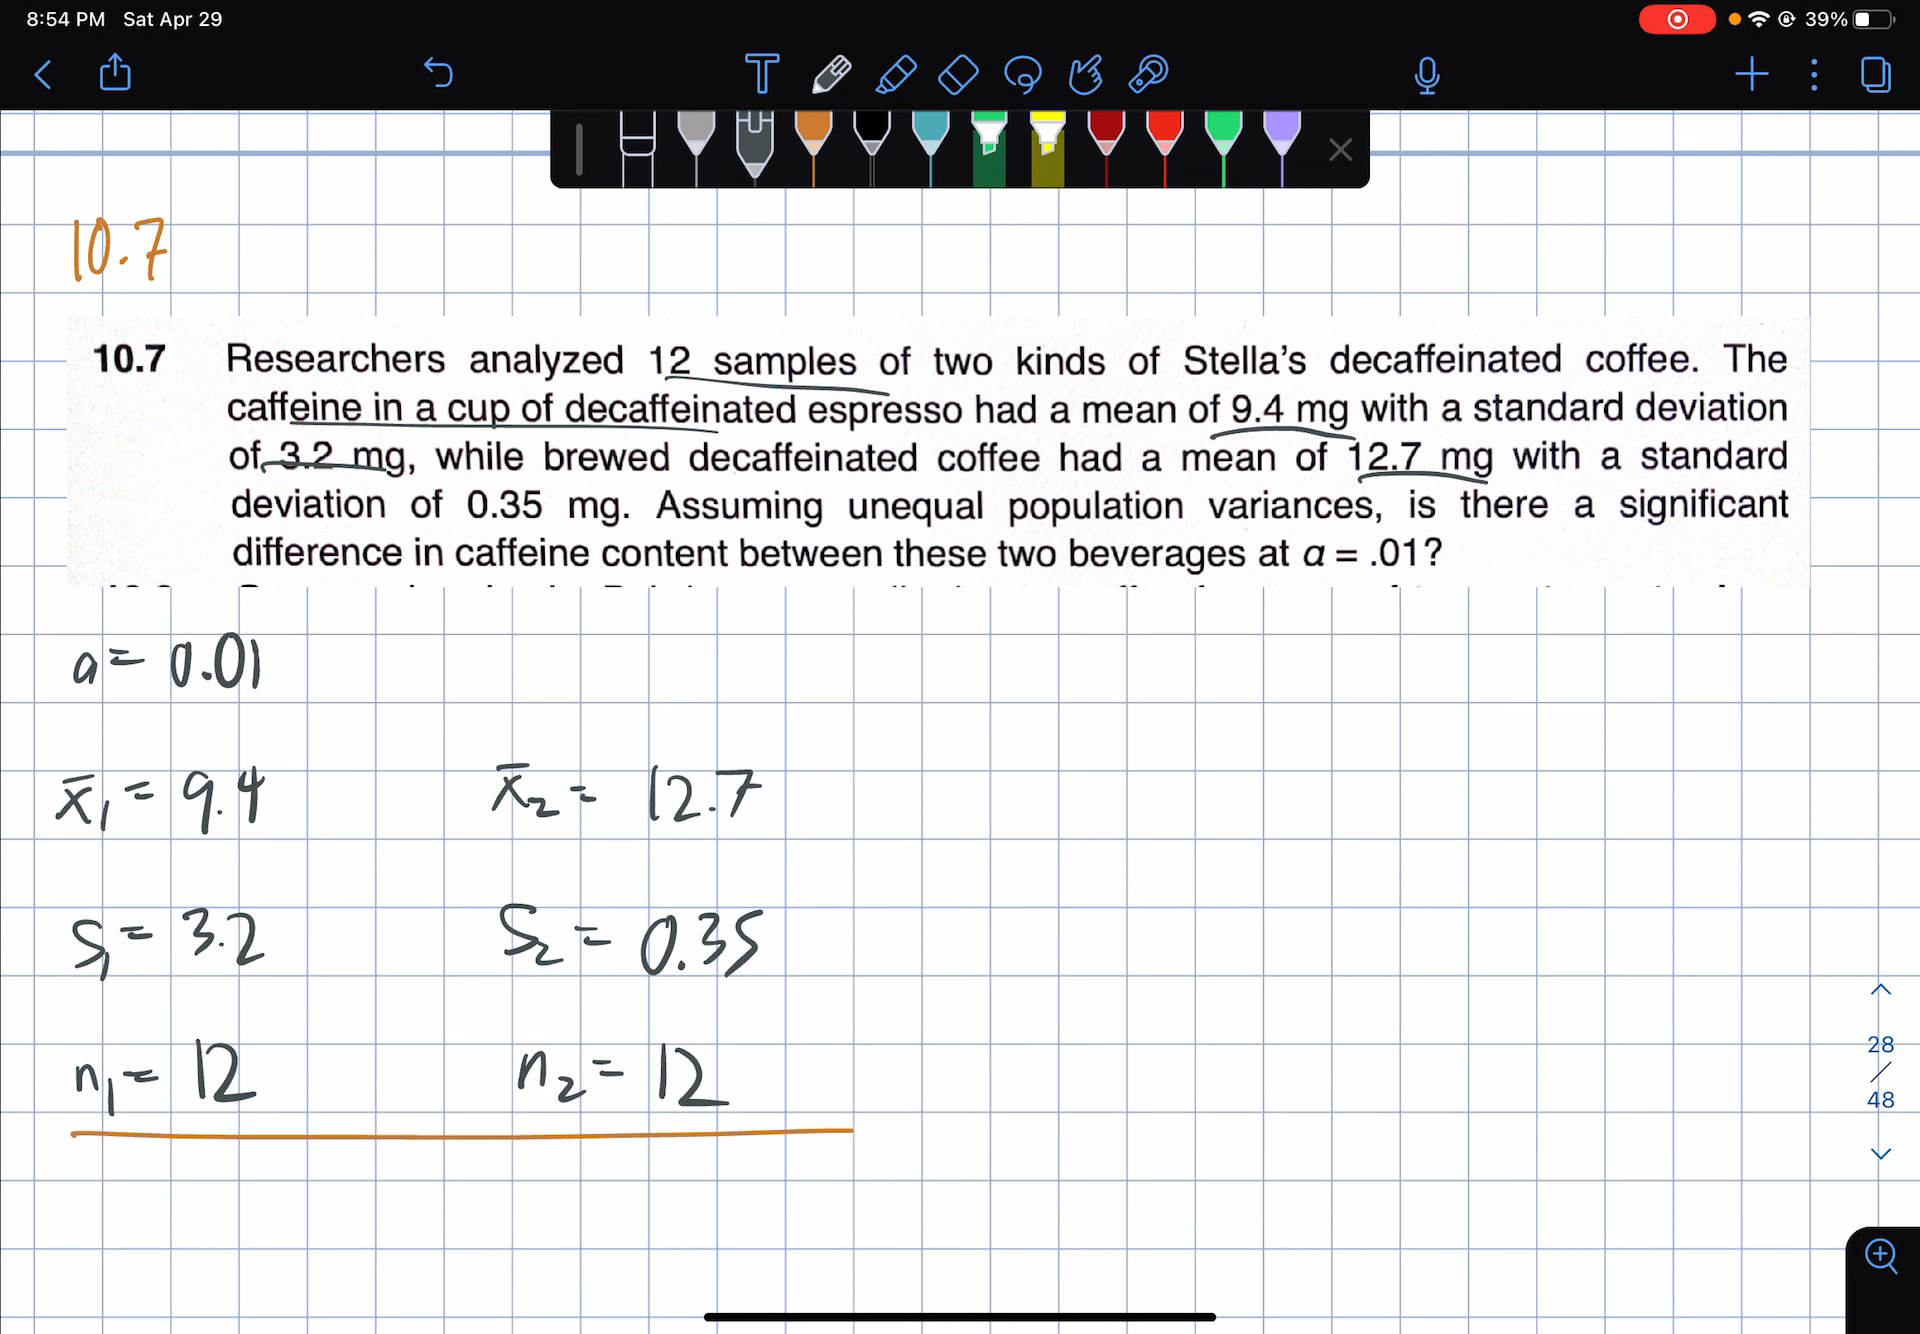 8:54 PM Sat Apr 29
39%
T
10.7
10.7 Researchers analyzed 12 samples of two kinds of Stella's decaffeinated coffee. The
caffeine in a cup of decaffeinated espresso had a mean of 9.4 mg with a standard deviation
of 3.2 mg, while brewed decaffeinated coffee had a mean of 12.7 mg with a standard
deviation of 0.35 mg. Assuming unequal population variances, is there a significant
difference in caffeine content between these two beverages at α = .01?
a = 0.01
x̄₁ = 9.4 x̄₂ = 12.7
S₁ = 3.2 S₂ = 0.35
n₁ = 12 n₂ = 12
28
/
48